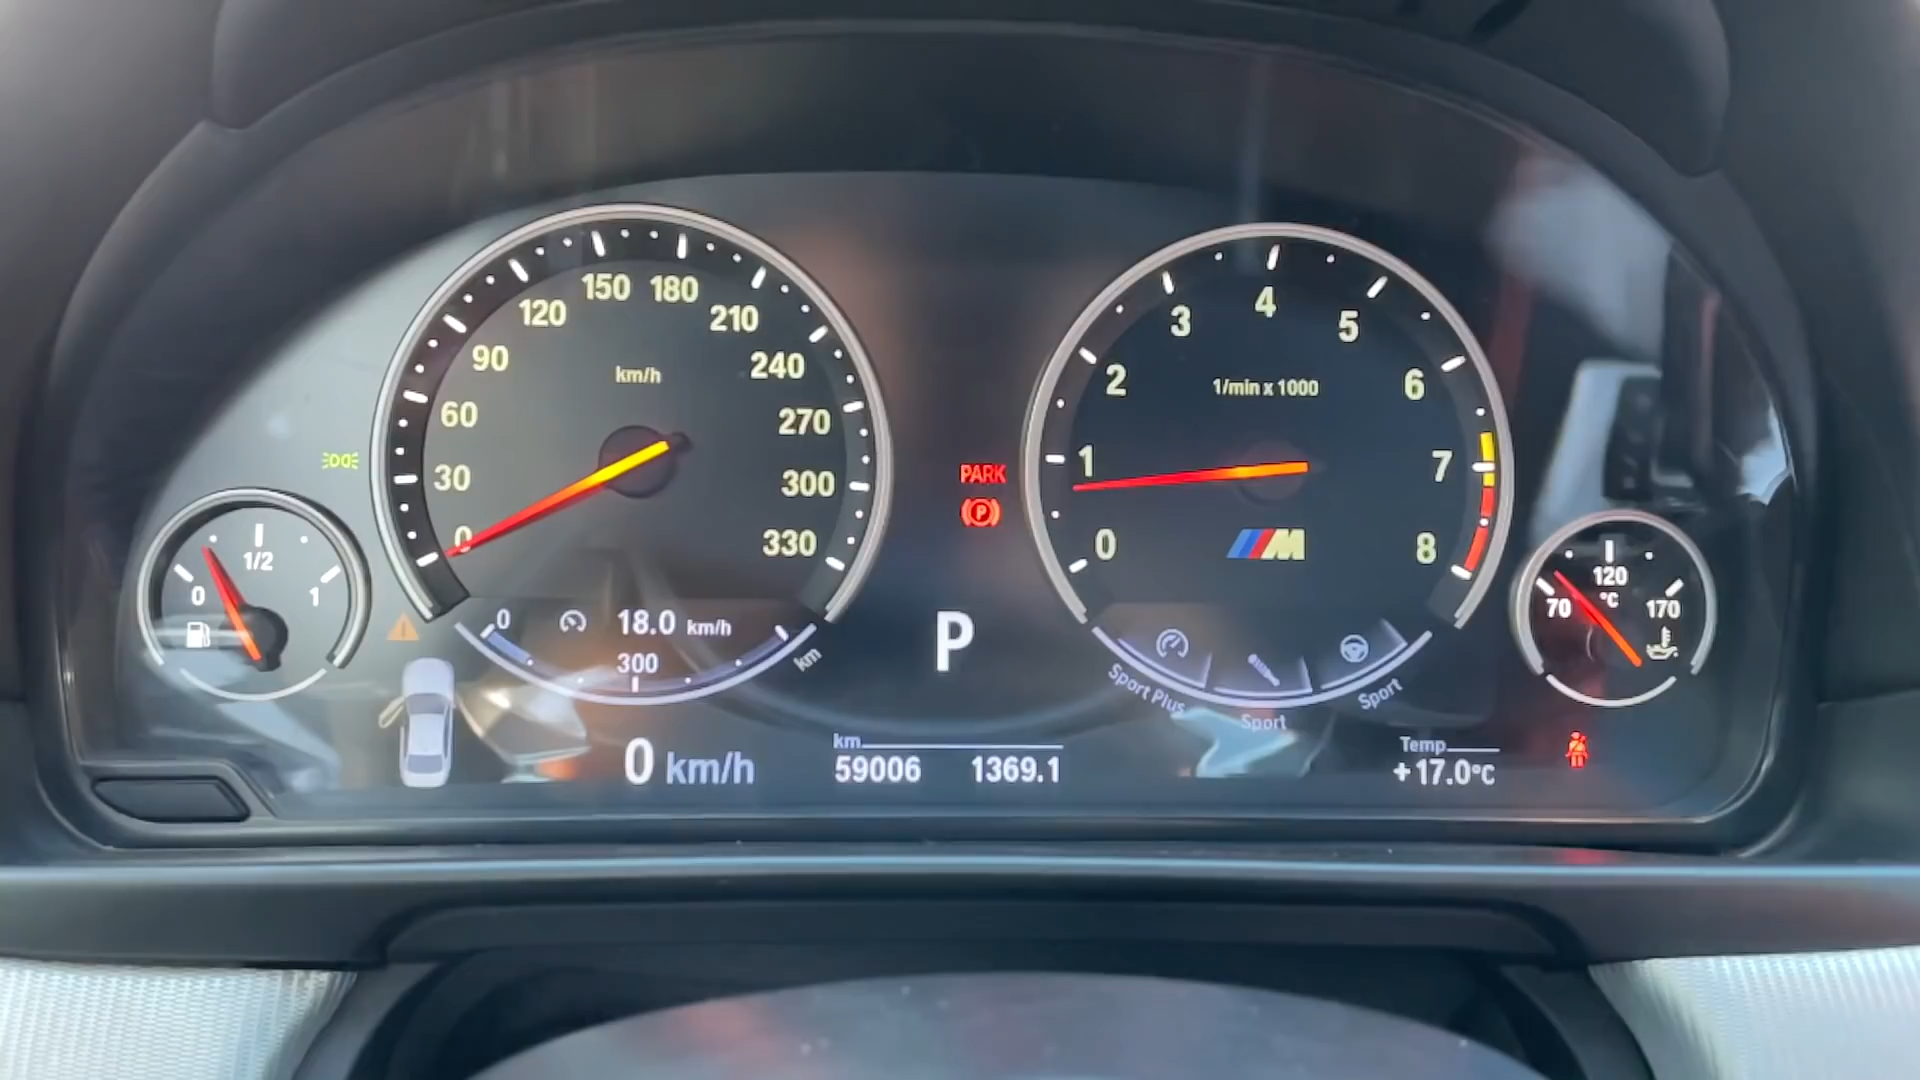 0
30
60
90
120
150
180
210
240
270
300
330
km/h
0
1/2
1
0
18.0 km/h
300
km
0 km/h
km
59006 1369.1
PARK
P
P
0
1
2
3
4
5
6
7
8
1/min x 1000
M
Sport Plus
Sport
Sport
70
120
°C
170
Temp
+17.0°C